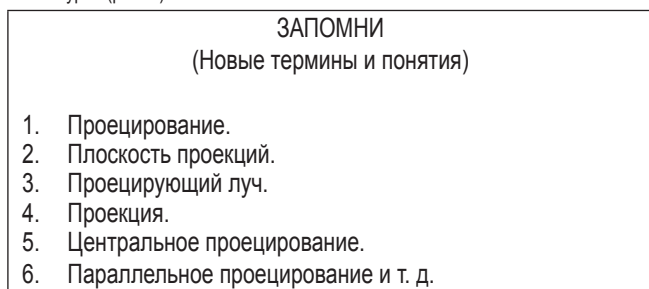 ЗАПОМНИ
(Новые термины и понятия)
1. Проецирование.
2. Плоскость проекций.
3. Проецирующий луч.
4. Проекция.
5. Центральное проецирование.
6. Параллельное проецирование и т. д.